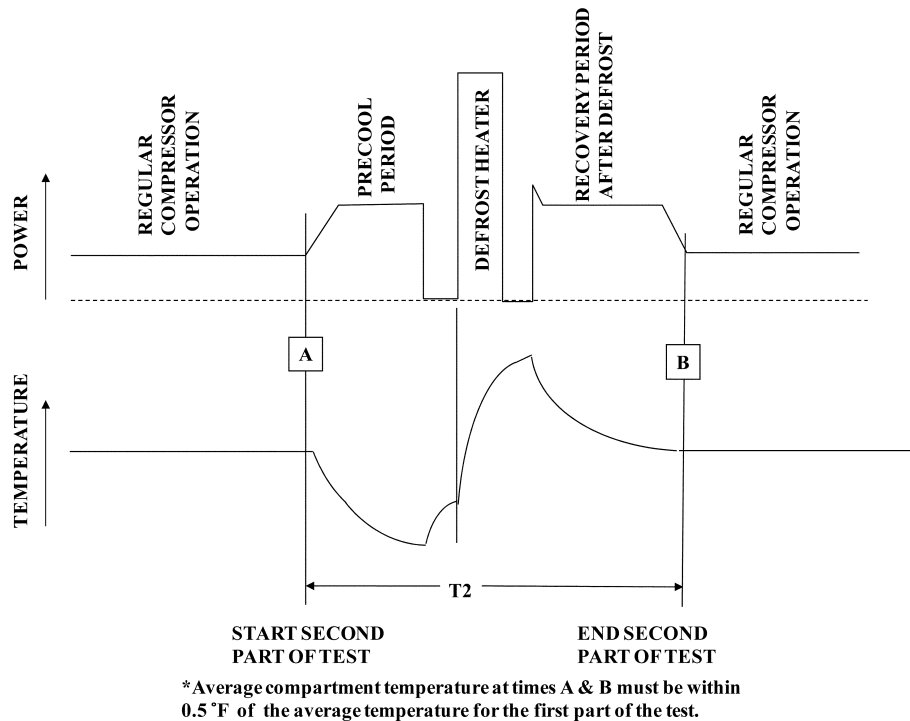 REGULAR
COMPRESSOR
OPERATION
PRECOOL
PERIOD
DEFROST HEATER
RECOVERY PERIOD
AFTER DEFROST
REGULAR
COMPRESSOR
OPERATION
POWER
A
B
TEMPERATURE
T2
START SECOND
PART OF TEST
END SECOND
PART OF TEST
*Average compartment temperature at times A & B must be within
0.5 °F of the average temperature for the first part of the test.